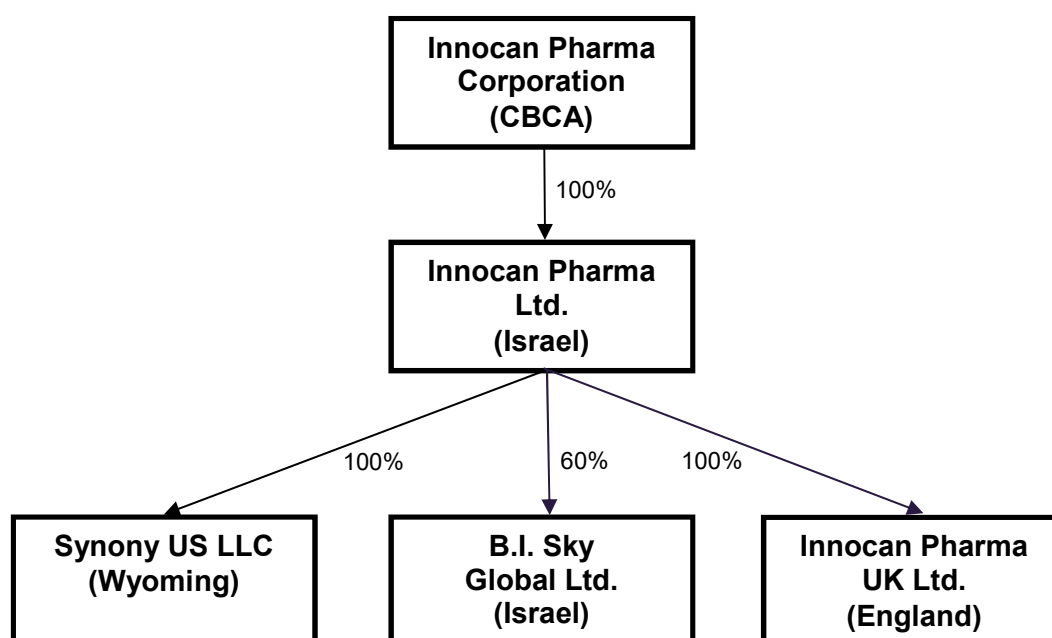 Innocan Pharma
Corporation
(CBCA)
100%
Innocan Pharma
Ltd.
(Israel)
100%
60%
100%
Synony US LLC
(Wyoming)
B.I. Sky
Global Ltd.
(Israel)
Innocan Pharma
UK Ltd.
(England)